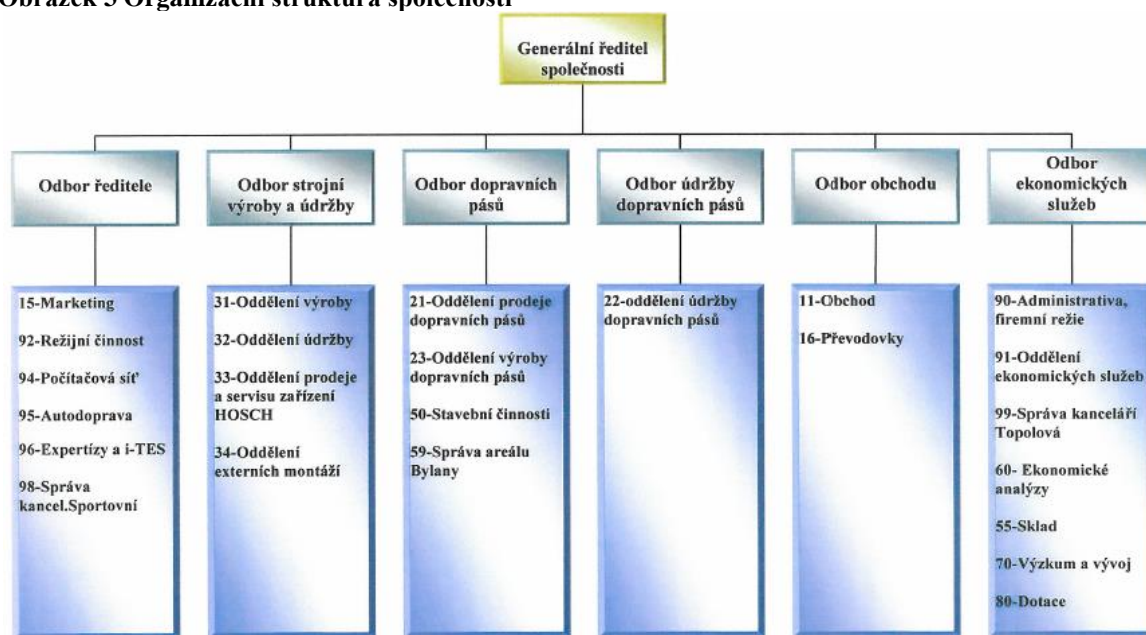 Obrázek 5 Organizační struktura společnosti
Generální ředitel
společnosti
Odbor ředitele
Odbor strojní
výroby a údržby
Odbor dopravních
pásů
Odbor údržby
dopravních pásů
Odbor obchodu
Odbor
ekonomických
služeb
15-Marketing
92-Režijní činnost
94-Počítačová síť
95-Autodoprava
96-Expertízy a i-TES
98-Správa
kancel.Sportovní
31-Oddělení výroby
32-Oddělení údržby
33-Oddělení prodeje
a servisu zařízení
HOSCH
34-Oddělení
externích montáží
21-Oddělení prodeje
dopravních pásů
23-Oddělení výroby
dopravních pásů
50-Stavební činnosti
59-Správa areálu
Bylany
22-oddělení údržby
dopravních pásů
11-Obchod
16-Převodovky
90-Administrativa,
firemní režie
91-Oddělení
ekonomických služeb
99-Správa kanceláří
Topolová
60- Ekonomické
analýzy
55-Sklad
70-Výzkum a vývoj
80-Dotace